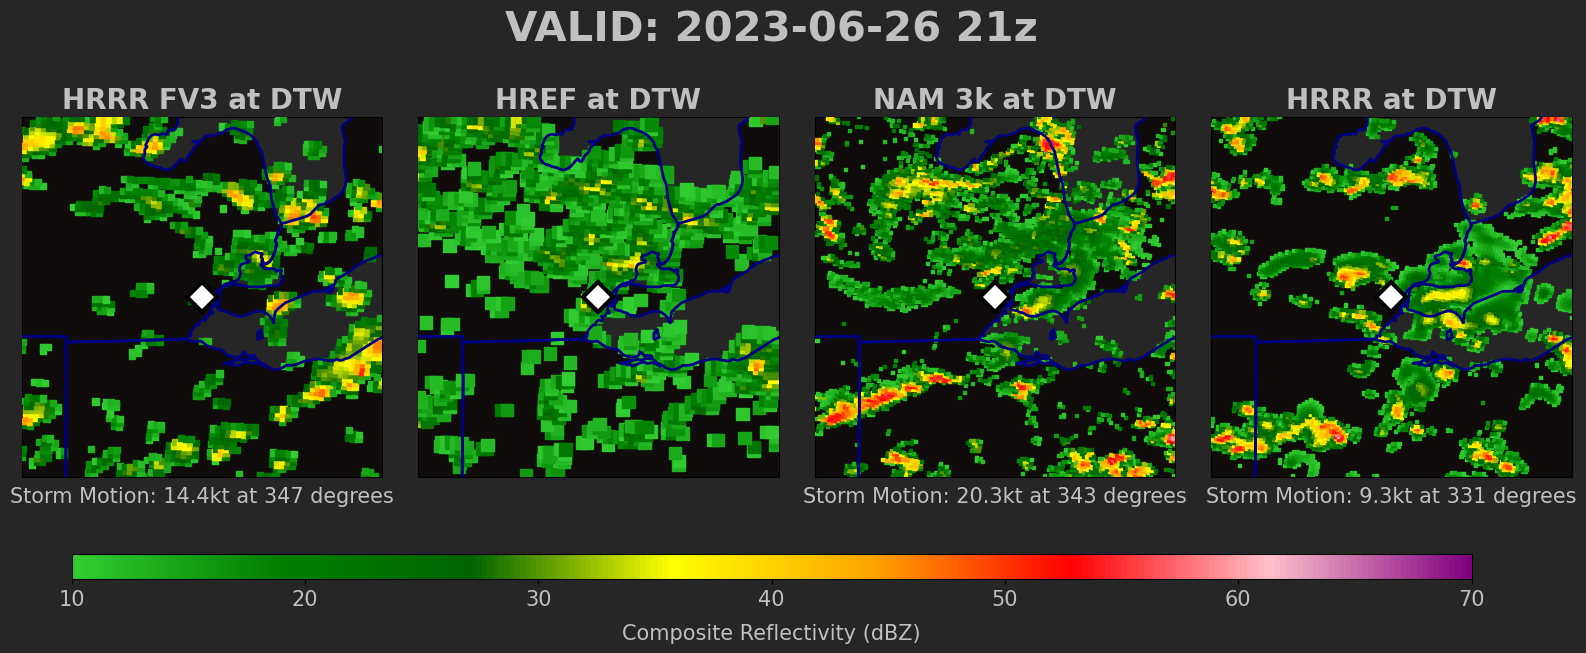 VALID: 2023-06-26 21z
HRRR FV3 at DTW
HREF at DTW
NAM 3k at DTW
HRRR at DTW
Storm Motion: 14.4kt at 347 degrees
Storm Motion: 20.3kt at 343 degrees
Storm Motion: 9.3kt at 331 degrees
10 20 30 40 50 60 70
Composite Reflectivity (dBZ)